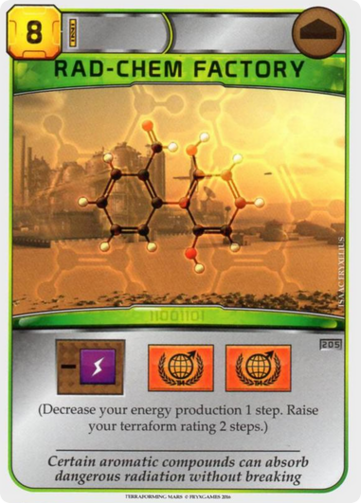 8
RAD-CHEM FACTORY
ISAAC FRYXELIUS
11001101
205
(Decrease your energy production 1 step. Raise
your terraform rating 2 steps.)
Certain aromatic compounds can absorb
dangerous radiation without breaking
TERRAFORMING MARS © FRYXGAMES 2016